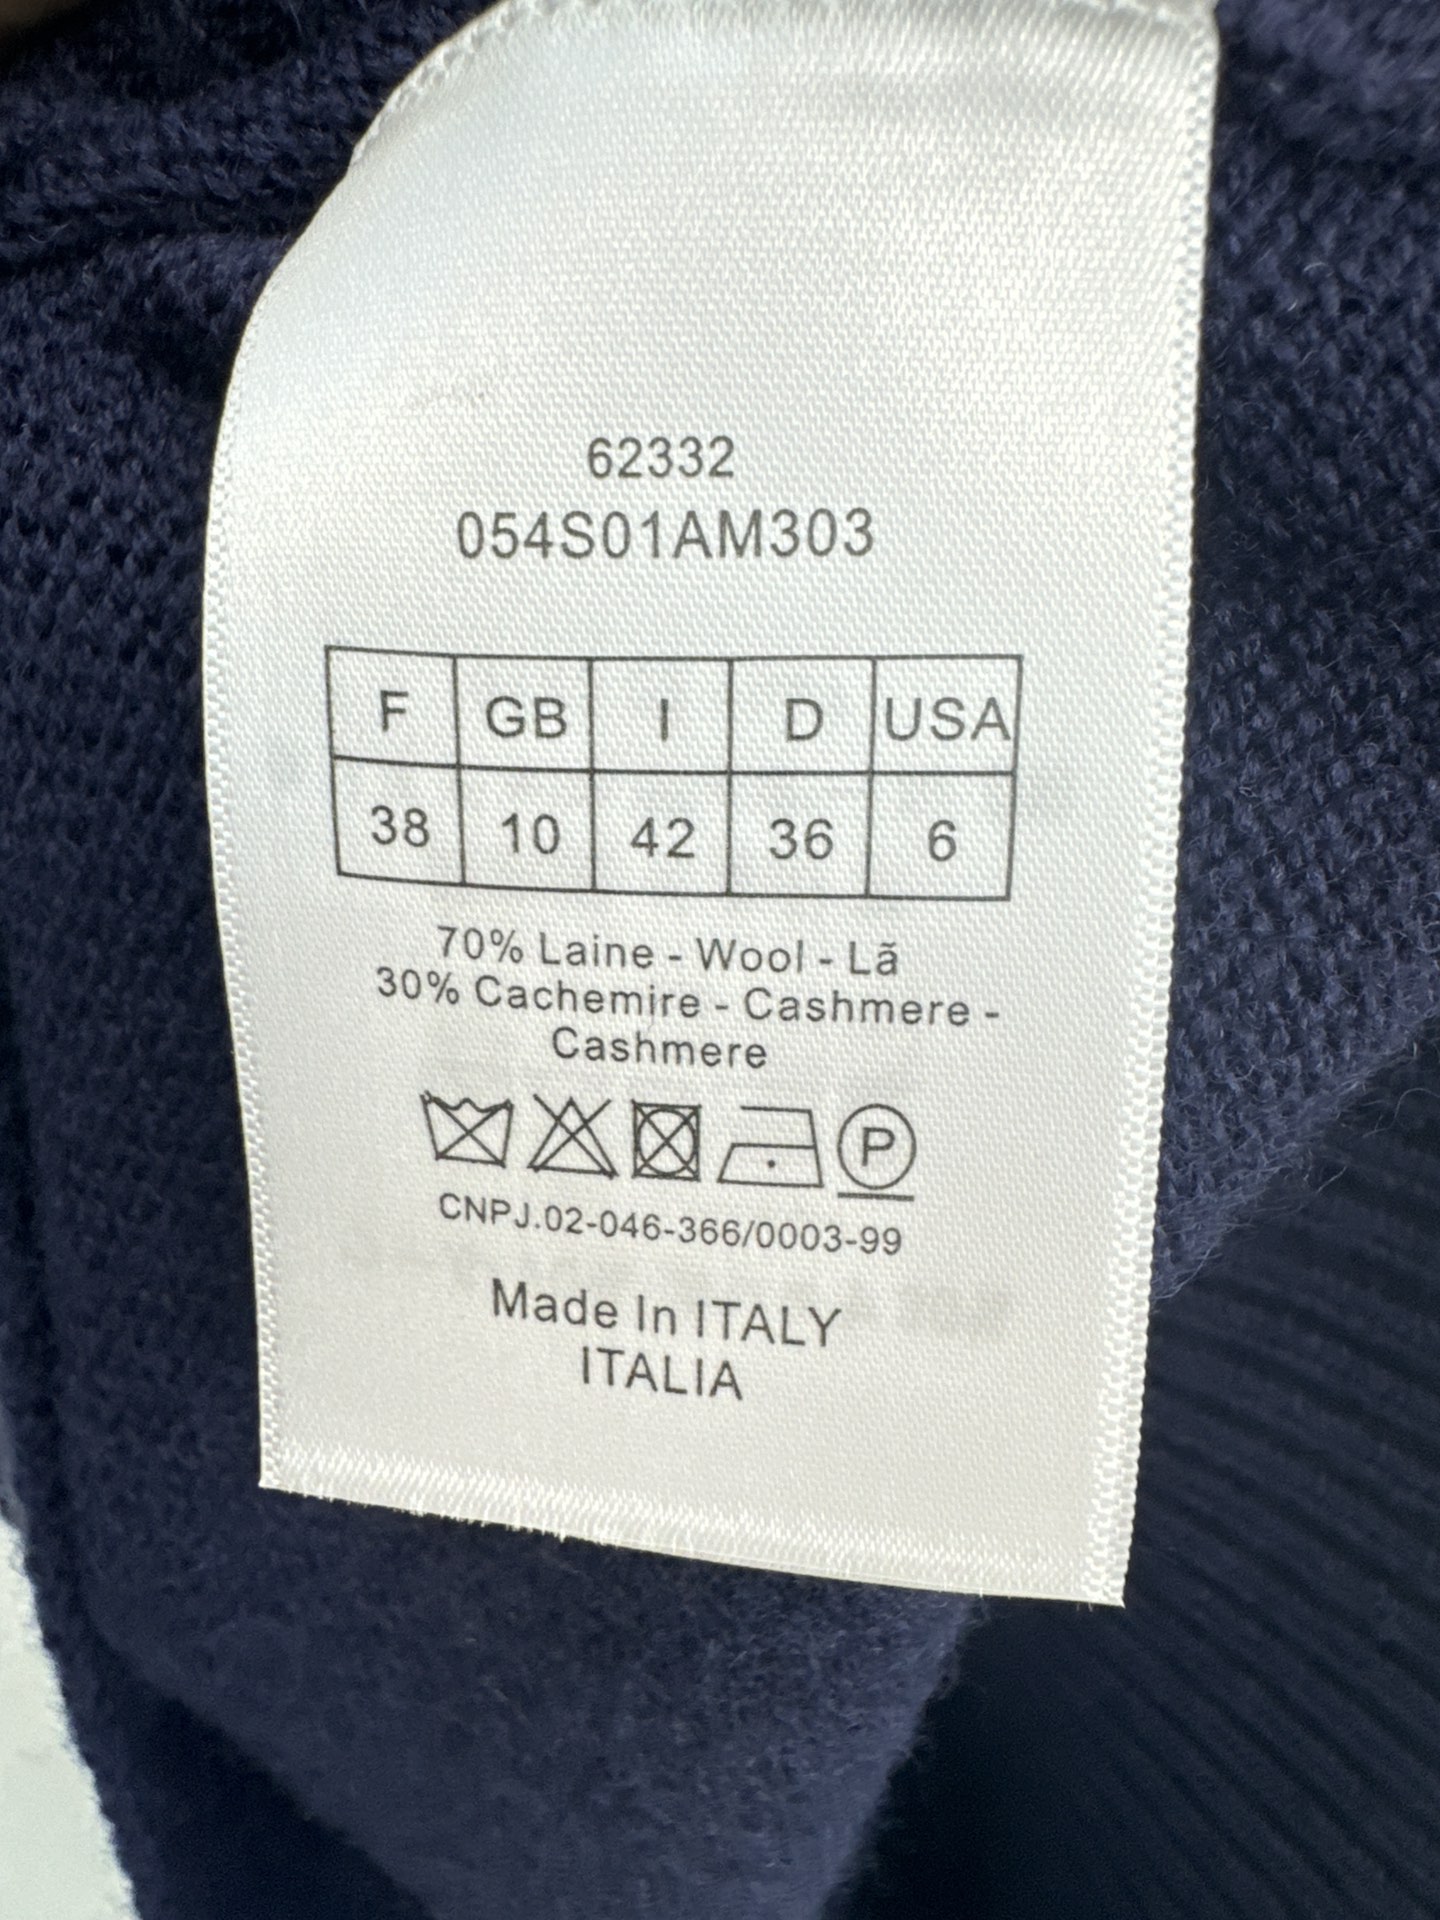 62332
054S01AM303
F GB I D USA
38 10 42 36 6
70% Laine - Wool - Lã
30% Cachemire - Cashmere -
Cashmere
P
CNPJ.02-046-366/0003-99
Made In ITALY
ITALIA